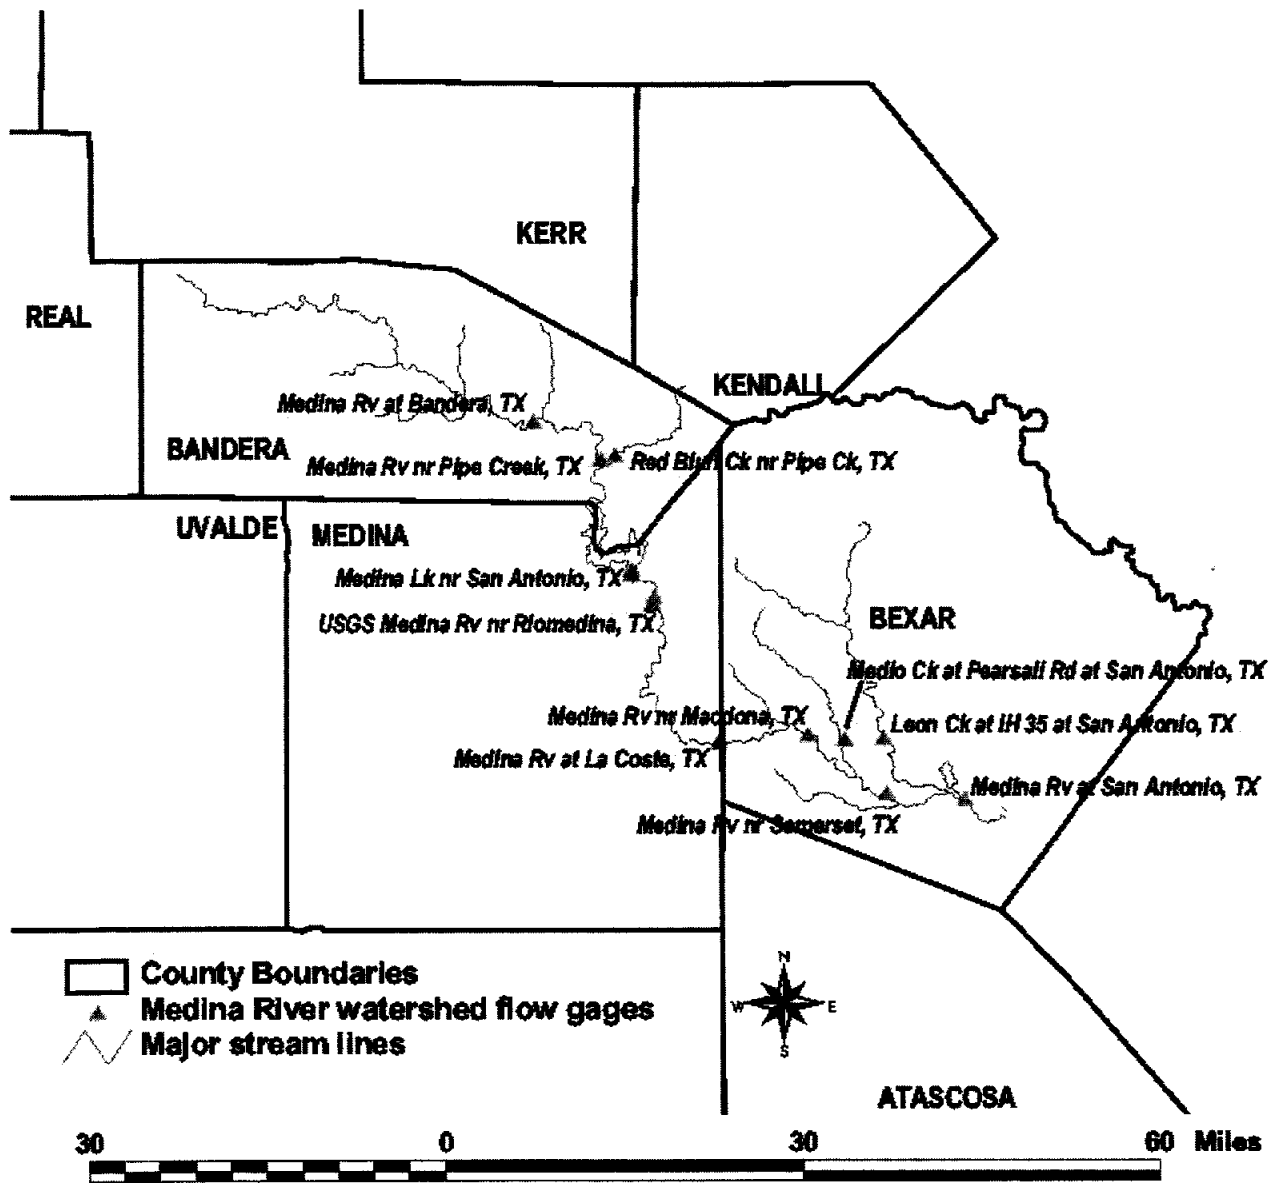 KERR
REAL
KENDALL
Medina Rv at Bandera, TX
BANDERA
Medina Rv nr Pipe Creek, TX
Red Bluff Ck nr Pipe Ck, TX
UVALDE
MEDINA
Medina Lk nr San Antonio, TX
USGS Medina Rv nr Riomedina, TX
BEXAR
Medio Ck at Pearsall Rd at San Antonio, TX
Medina Rv nr Macdona, TX
Leon Ck at IH 35 at San Antonio, TX
Medina Rv at La Coste, TX
Medina Rv at San Antonio, TX
Medina Rv nr Somerset, TX
County Boundaries
Medina River watershed flow gages
Major stream lines
N
W
E
S
ATASCOSA
30 0 30 60 Miles